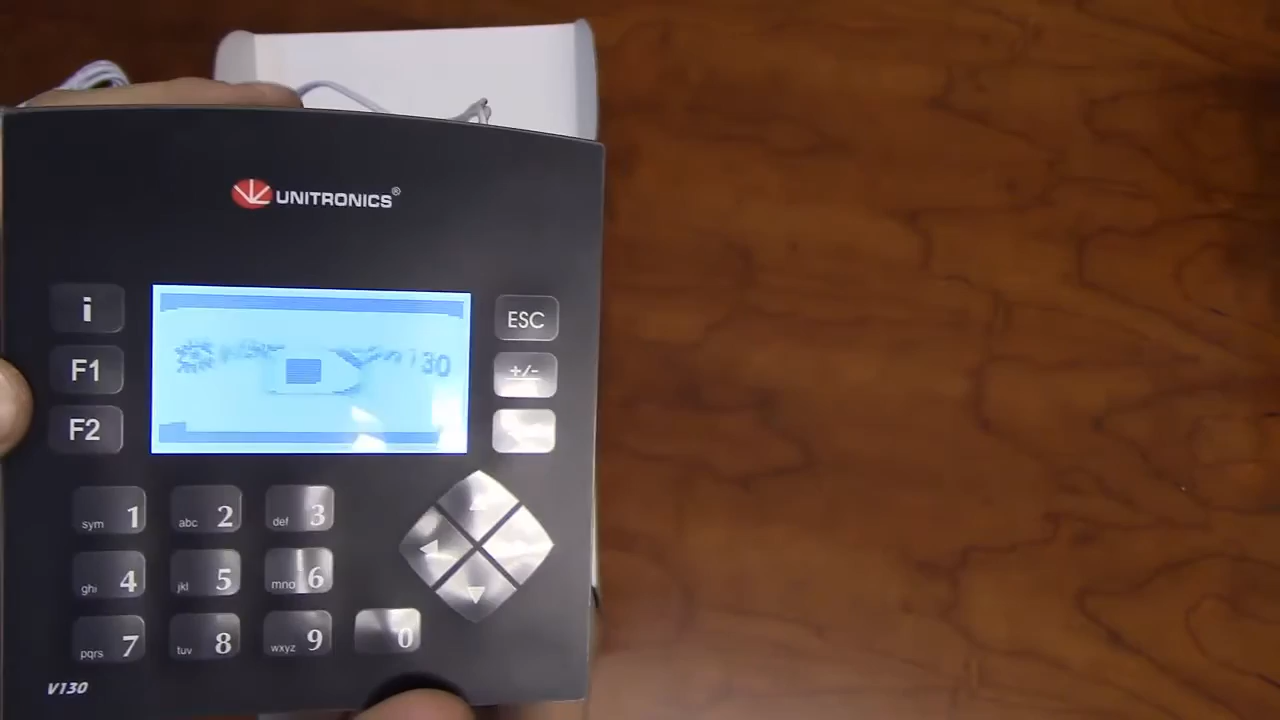 UNITRONICS®
i
ESC
F1
+/-
130
F2
sym 1 abc 2 def 3
ghi 4 jkl 5 mno 6
pqrs 7 tuv 8 wxyz 9 0
V130